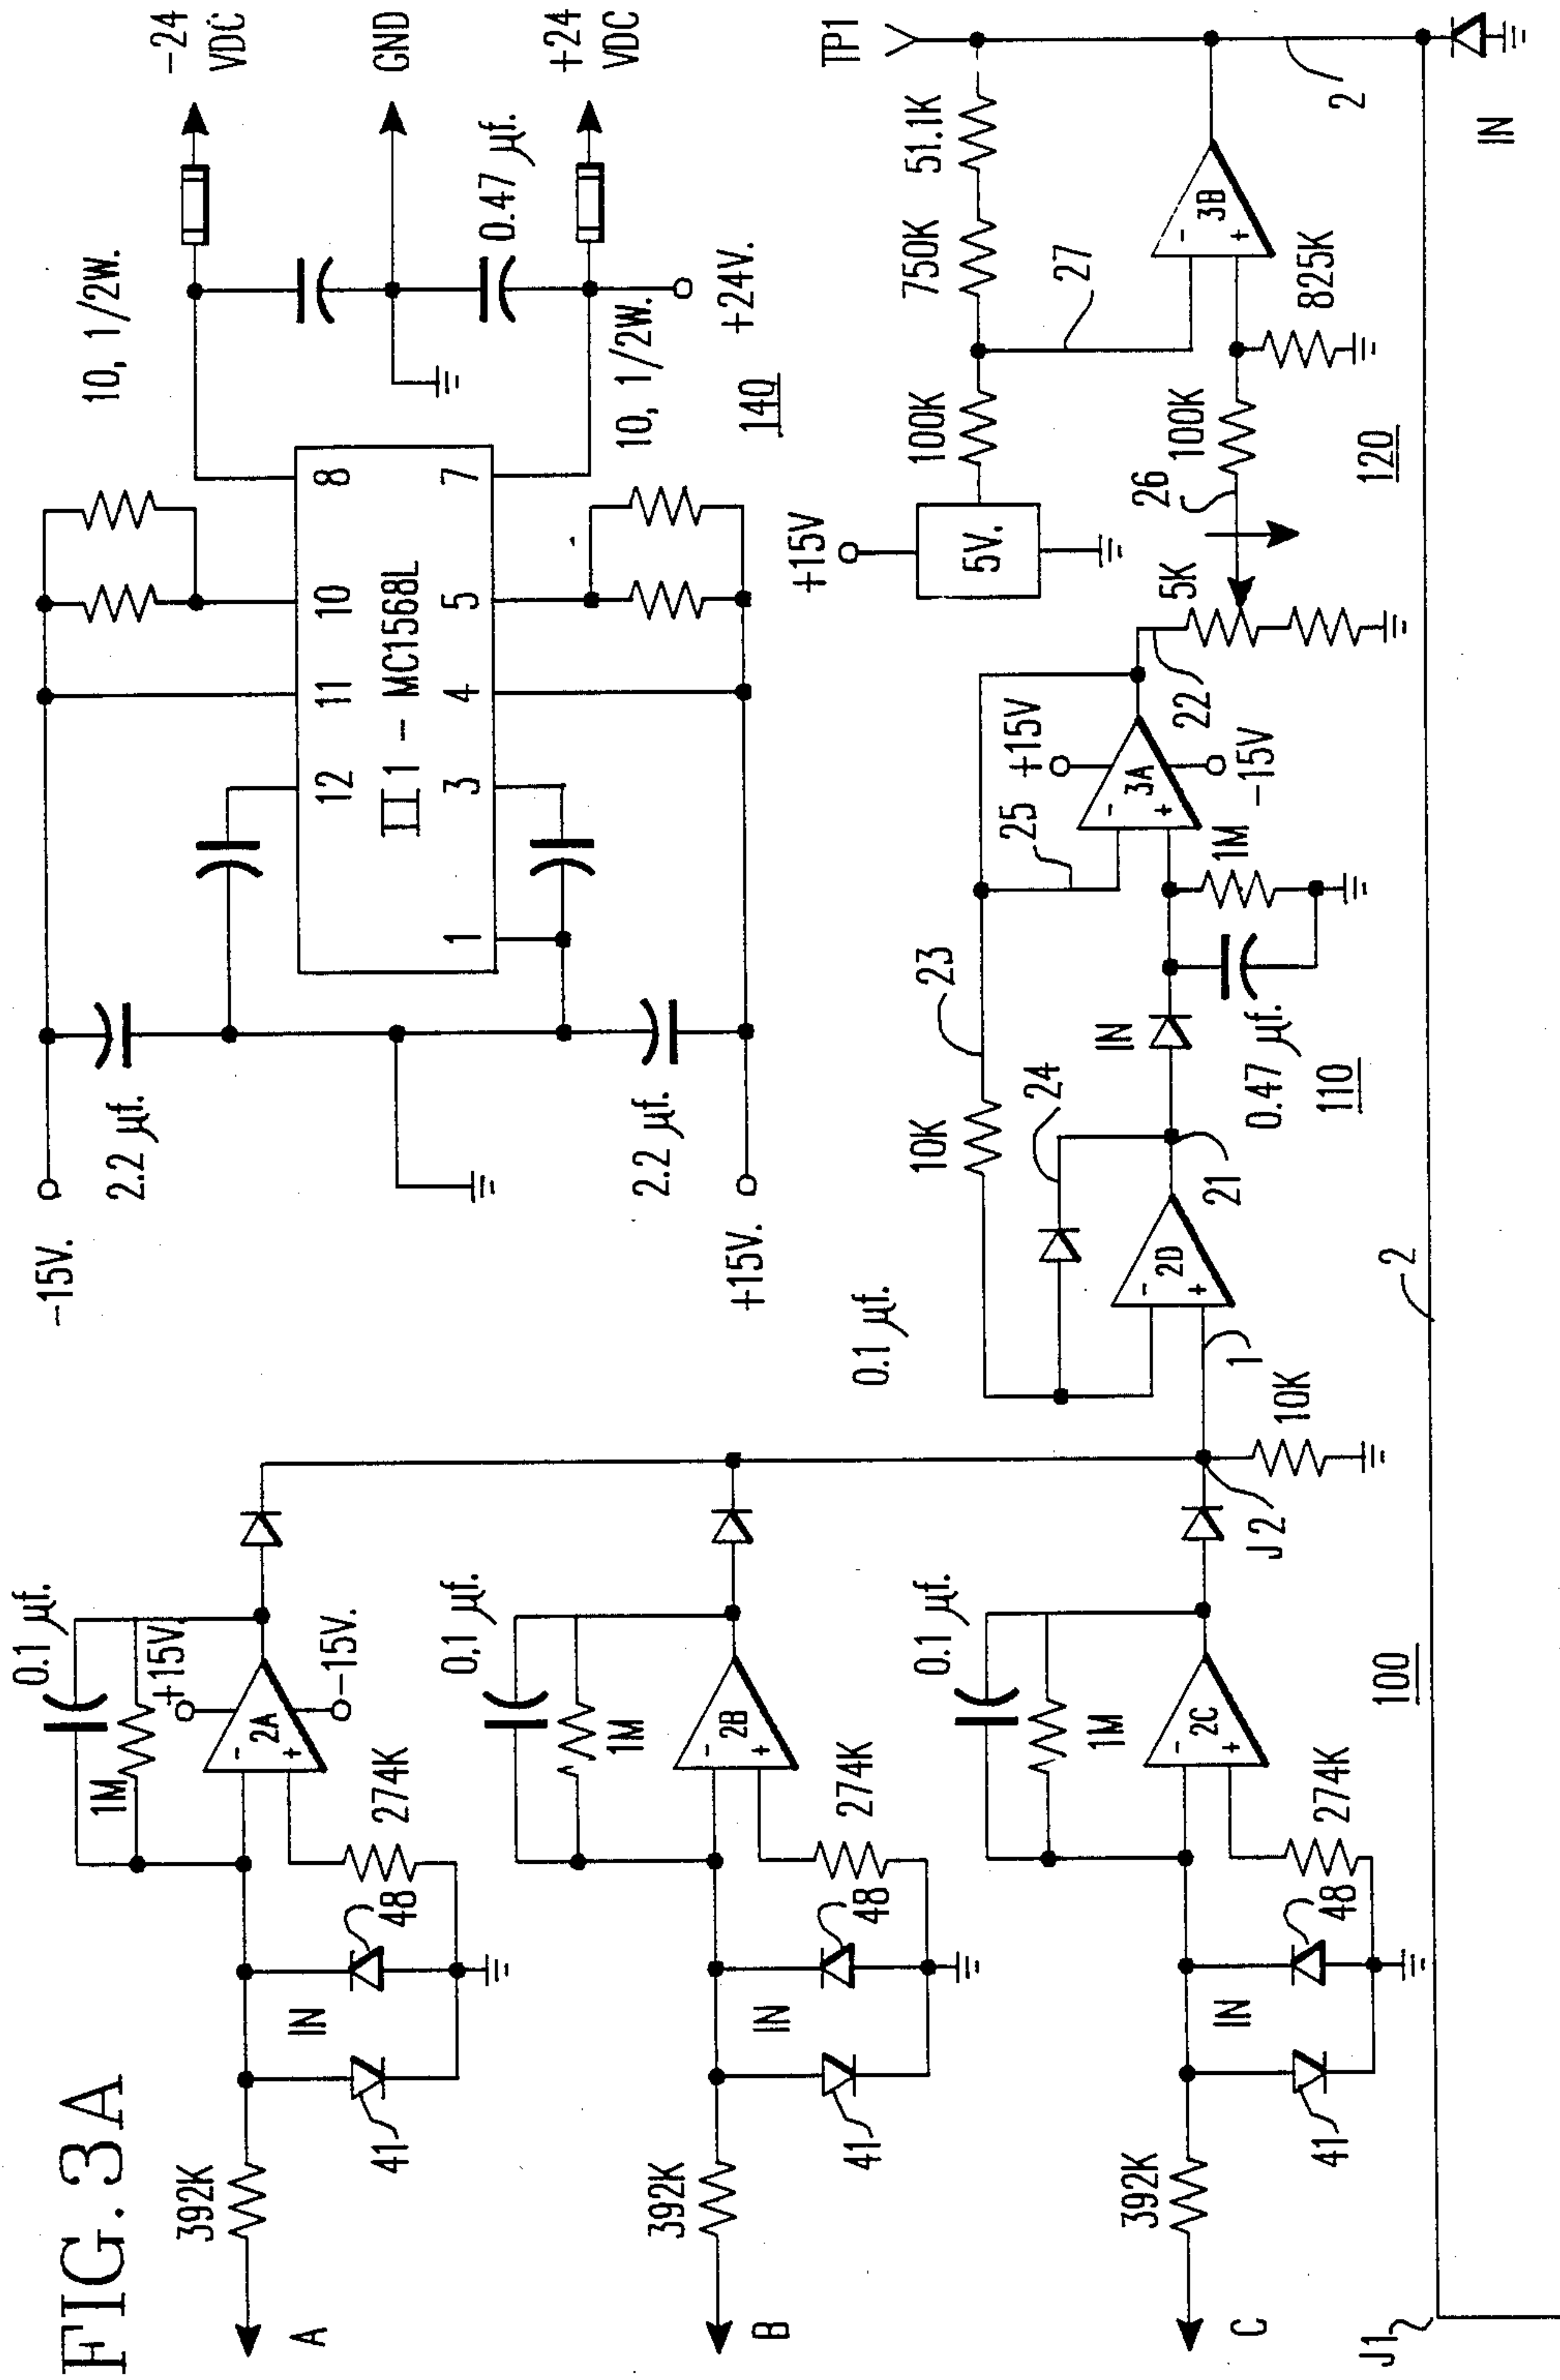 FIG. 3A
-15V.
2.2 µf.
2.2 µf.
+15V.
12
11
10
8
II1 - MC1568L
1
3
4
5
7
10, 1/2W.
10, 1/2W.
0.47 µf.
-24
VDC
GND
+24
VDC
+24V.
140
A
392K
41
IN
48
274K
1M
0.1 µf.
+15V.
-15V.
2A
-
+
B
392K
41
IN
48
274K
1M
0.1 µf.
2B
-
+
C
392K
41
IN
48
274K
1M
0.1 µf.
2C
-
+
100
J2
10K
1
0.1 µf.
2D
-
+
24
21
10K
23
IN
0.47 µf.
110
1M
25
+15V
-15V
3A
-
+
22
5K
26
+15V
5V.
100K
100K
120
27
750K
51.1K
825K
3B
-
+
TP1
2
IN
2
J1